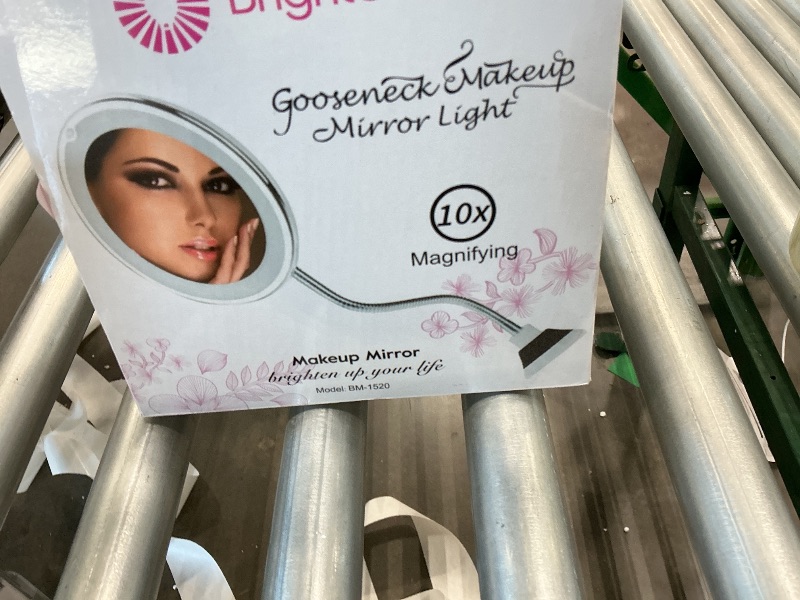 Gooseneck Makeup
Mirror Light
10x
Magnifying
Makeup Mirror
brighten up your life
Model: BM-1520